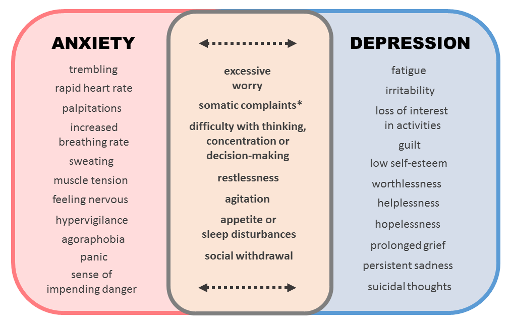 ANXIETY
trembling
rapid heart rate
palpitations
increased
breathing rate
sweating
muscle tension
feeling nervous
hypervigilance
agoraphobia
panic
sense of
impending danger
excessive
worry
somatic complaints*
difficulty with thinking,
concentration or
decision-making
restlessness
agitation
appetite or
sleep disturbances
social withdrawal
DEPRESSION
fatigue
irritability
loss of interest
in activities
guilt
low self-esteem
worthlessness
helplessness
hopelessness
prolonged grief
persistent sadness
suicidal thoughts